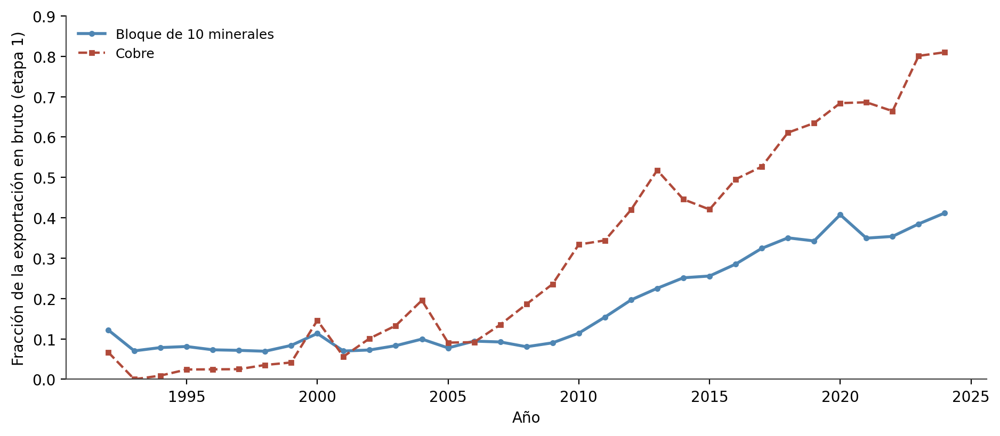 Fracción de la exportación en bruto (etapa 1)
0.9
0.8
0.7
0.6
0.5
0.4
0.3
0.2
0.1
0.0
Bloque de 10 minerales
Cobre
1995 2000 2005 2010 2015 2020 2025
Año